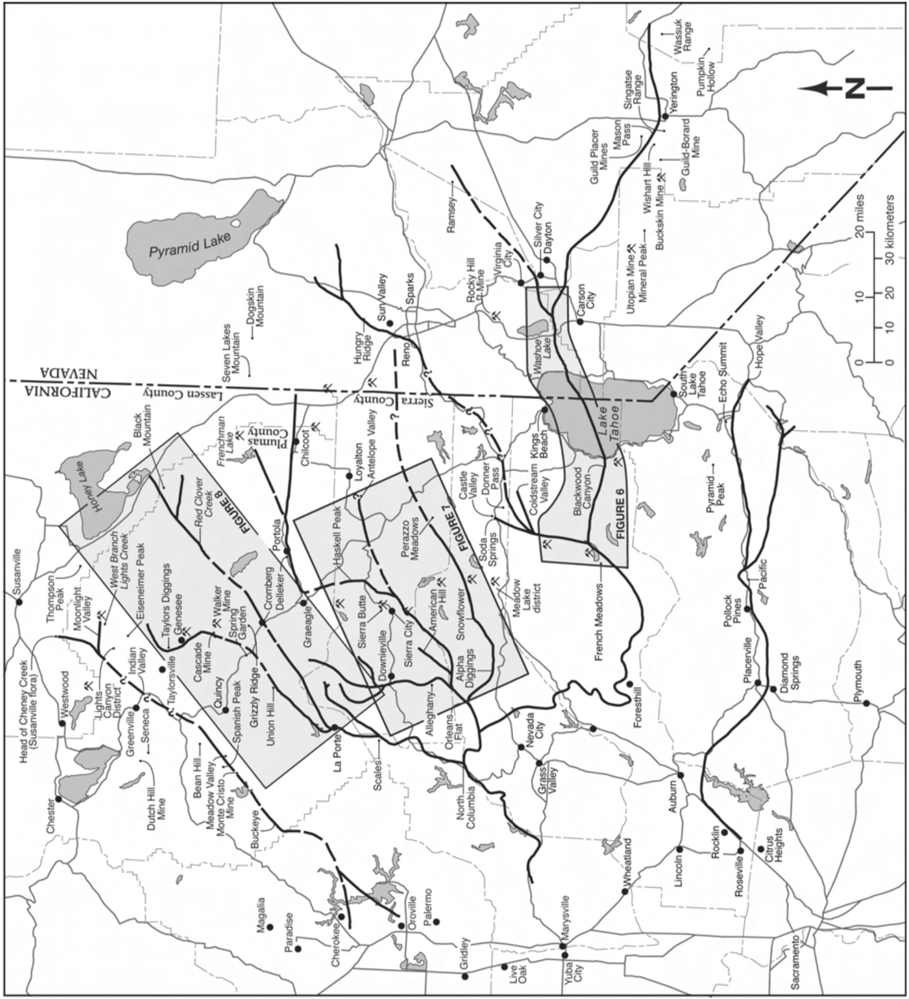 Susanville
Honey Lake
Black
Mountain
CALIFORNIA
NEVADA
Lassen County
Pyramid Lake
Thompson
Peak
Moonlight
Valley
West Branch
Lights Creek
Eiseneimer Peak
Head of Cheney Creek
(Susanville flora)
Westwood
Chester
Lights
Canyon
District
Indian
Valley
Greenville
Seneca
Taylorsville
Taylors Diggings
Genesee
Cascade
Mine
Walker
Mine
Spring
Garden
Red Clover
Creek
FIGURE 8
Frenchman
Lake
Plumas
County
Seven Lakes
Mountain
Dogskin
Mountain
Dutch Hill
Mine
Bean Hill
Meadow Valley
Monte Cristo
Mine
Buckeye
Quincy
Spanish Peak
Grizzly Ridge
Union Hill
Cromberg
Delleker
Portola
Chilcoot
Graeagle
Magalia
Paradise
Cherokee
Oroville
Palermo
La Porte
Scales
Haskell Peak
Loyalton
Antelope Valley
?
?
?
?
?
?
?
?
?
Sierra County
Hungry
Ridge
Sun Valley
Sparks
Reno
Sierra Butte
Downieville
Sierra City
American
Hill
Perazzo
Meadows
FIGURE 7
Snowflower
Alpha
Diggings
Alleghany
Orleans
Flat
North
Columbia
Castle
Valley
Donner
Pass
Soda
Springs
Meadow
Lake
district
Coldstream
Valley
Kings
Beach
Ramsey
Rocky Hill
Mine
Virginia
City
Silver City
Dayton
Washoe
Lake
Carson
City
Lake
Tahoe
Blackwood
Canyon
FIGURE 6
French Meadows
Foresthill
Nevada
City
Grass
Valley
Gridley
Live
Oak
Yuba
City
Marysville
Wheatland
Lincoln
Auburn
Rocklin
Roseville
Citrus
Heights
Sacramento
Guild Placer
Mines
Mason
Pass
Singatse
Range
Yerington
Wassuk
Range
Pumpkin
Hollow
Guild-Borard
Mine
Wishart Hill
Buckskin Mine
Utopian Mine
Mineral Peak
South
Lake
Tahoe
Echo Summit
Hope Valley
Pyramid
Peak
Pacific
Pollock
Pines
Placerville
Diamond
Springs
Plymouth
N
0
10
20 miles
0
10
20
30 kilometers